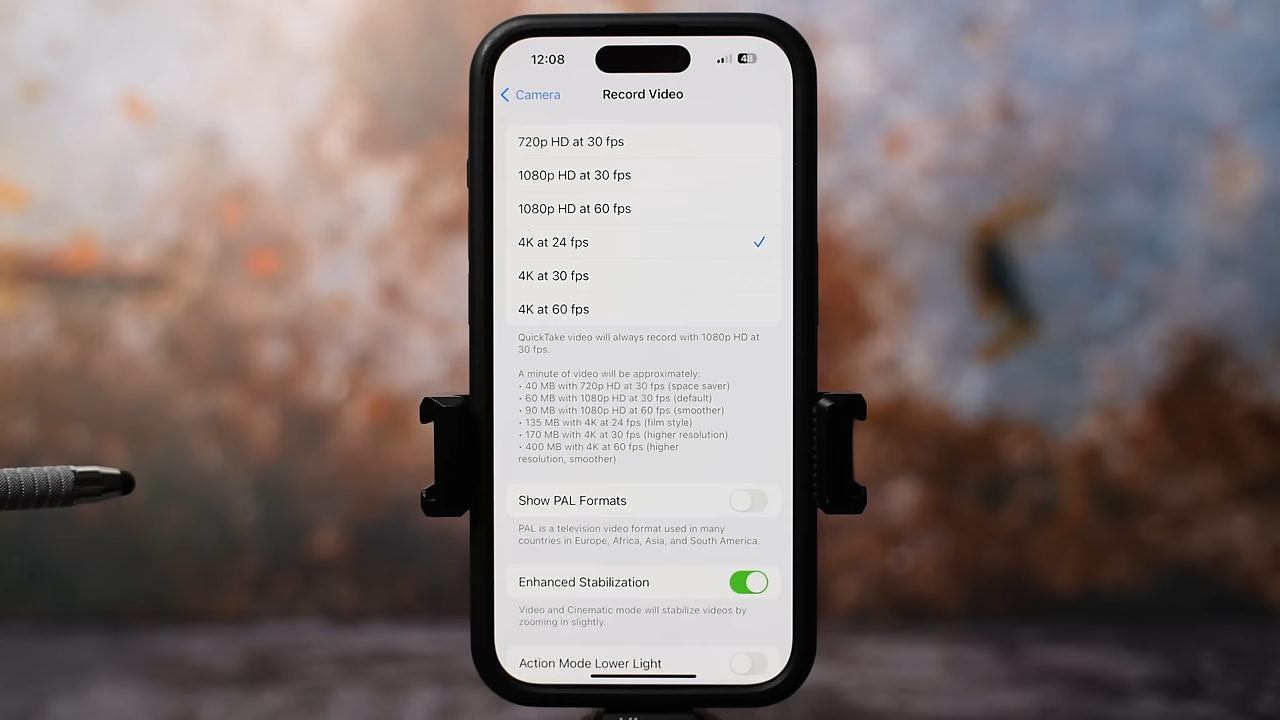 12:08
48
Camera
Record Video
720p HD at 30 fps
1080p HD at 30 fps
1080p HD at 60 fps
4K at 24 fps
4K at 30 fps
4K at 60 fps
QuickTake video will always record with 1080p HD at
30 fps.
A minute of video will be approximately:
• 40 MB with 720p HD at 30 fps (space saver)
• 60 MB with 1080p HD at 30 fps (default)
• 90 MB with 1080p HD at 60 fps (smoother)
• 135 MB with 4K at 24 fps (film style)
• 170 MB with 4K at 30 fps (higher resolution)
• 400 MB with 4K at 60 fps (higher
resolution, smoother)
Show PAL Formats
PAL is a television video format used in many
countries in Europe, Africa, Asia, and South America.
Enhanced Stabilization
Video and Cinematic mode will stabilize videos by
zooming in slightly.
Action Mode Lower Light